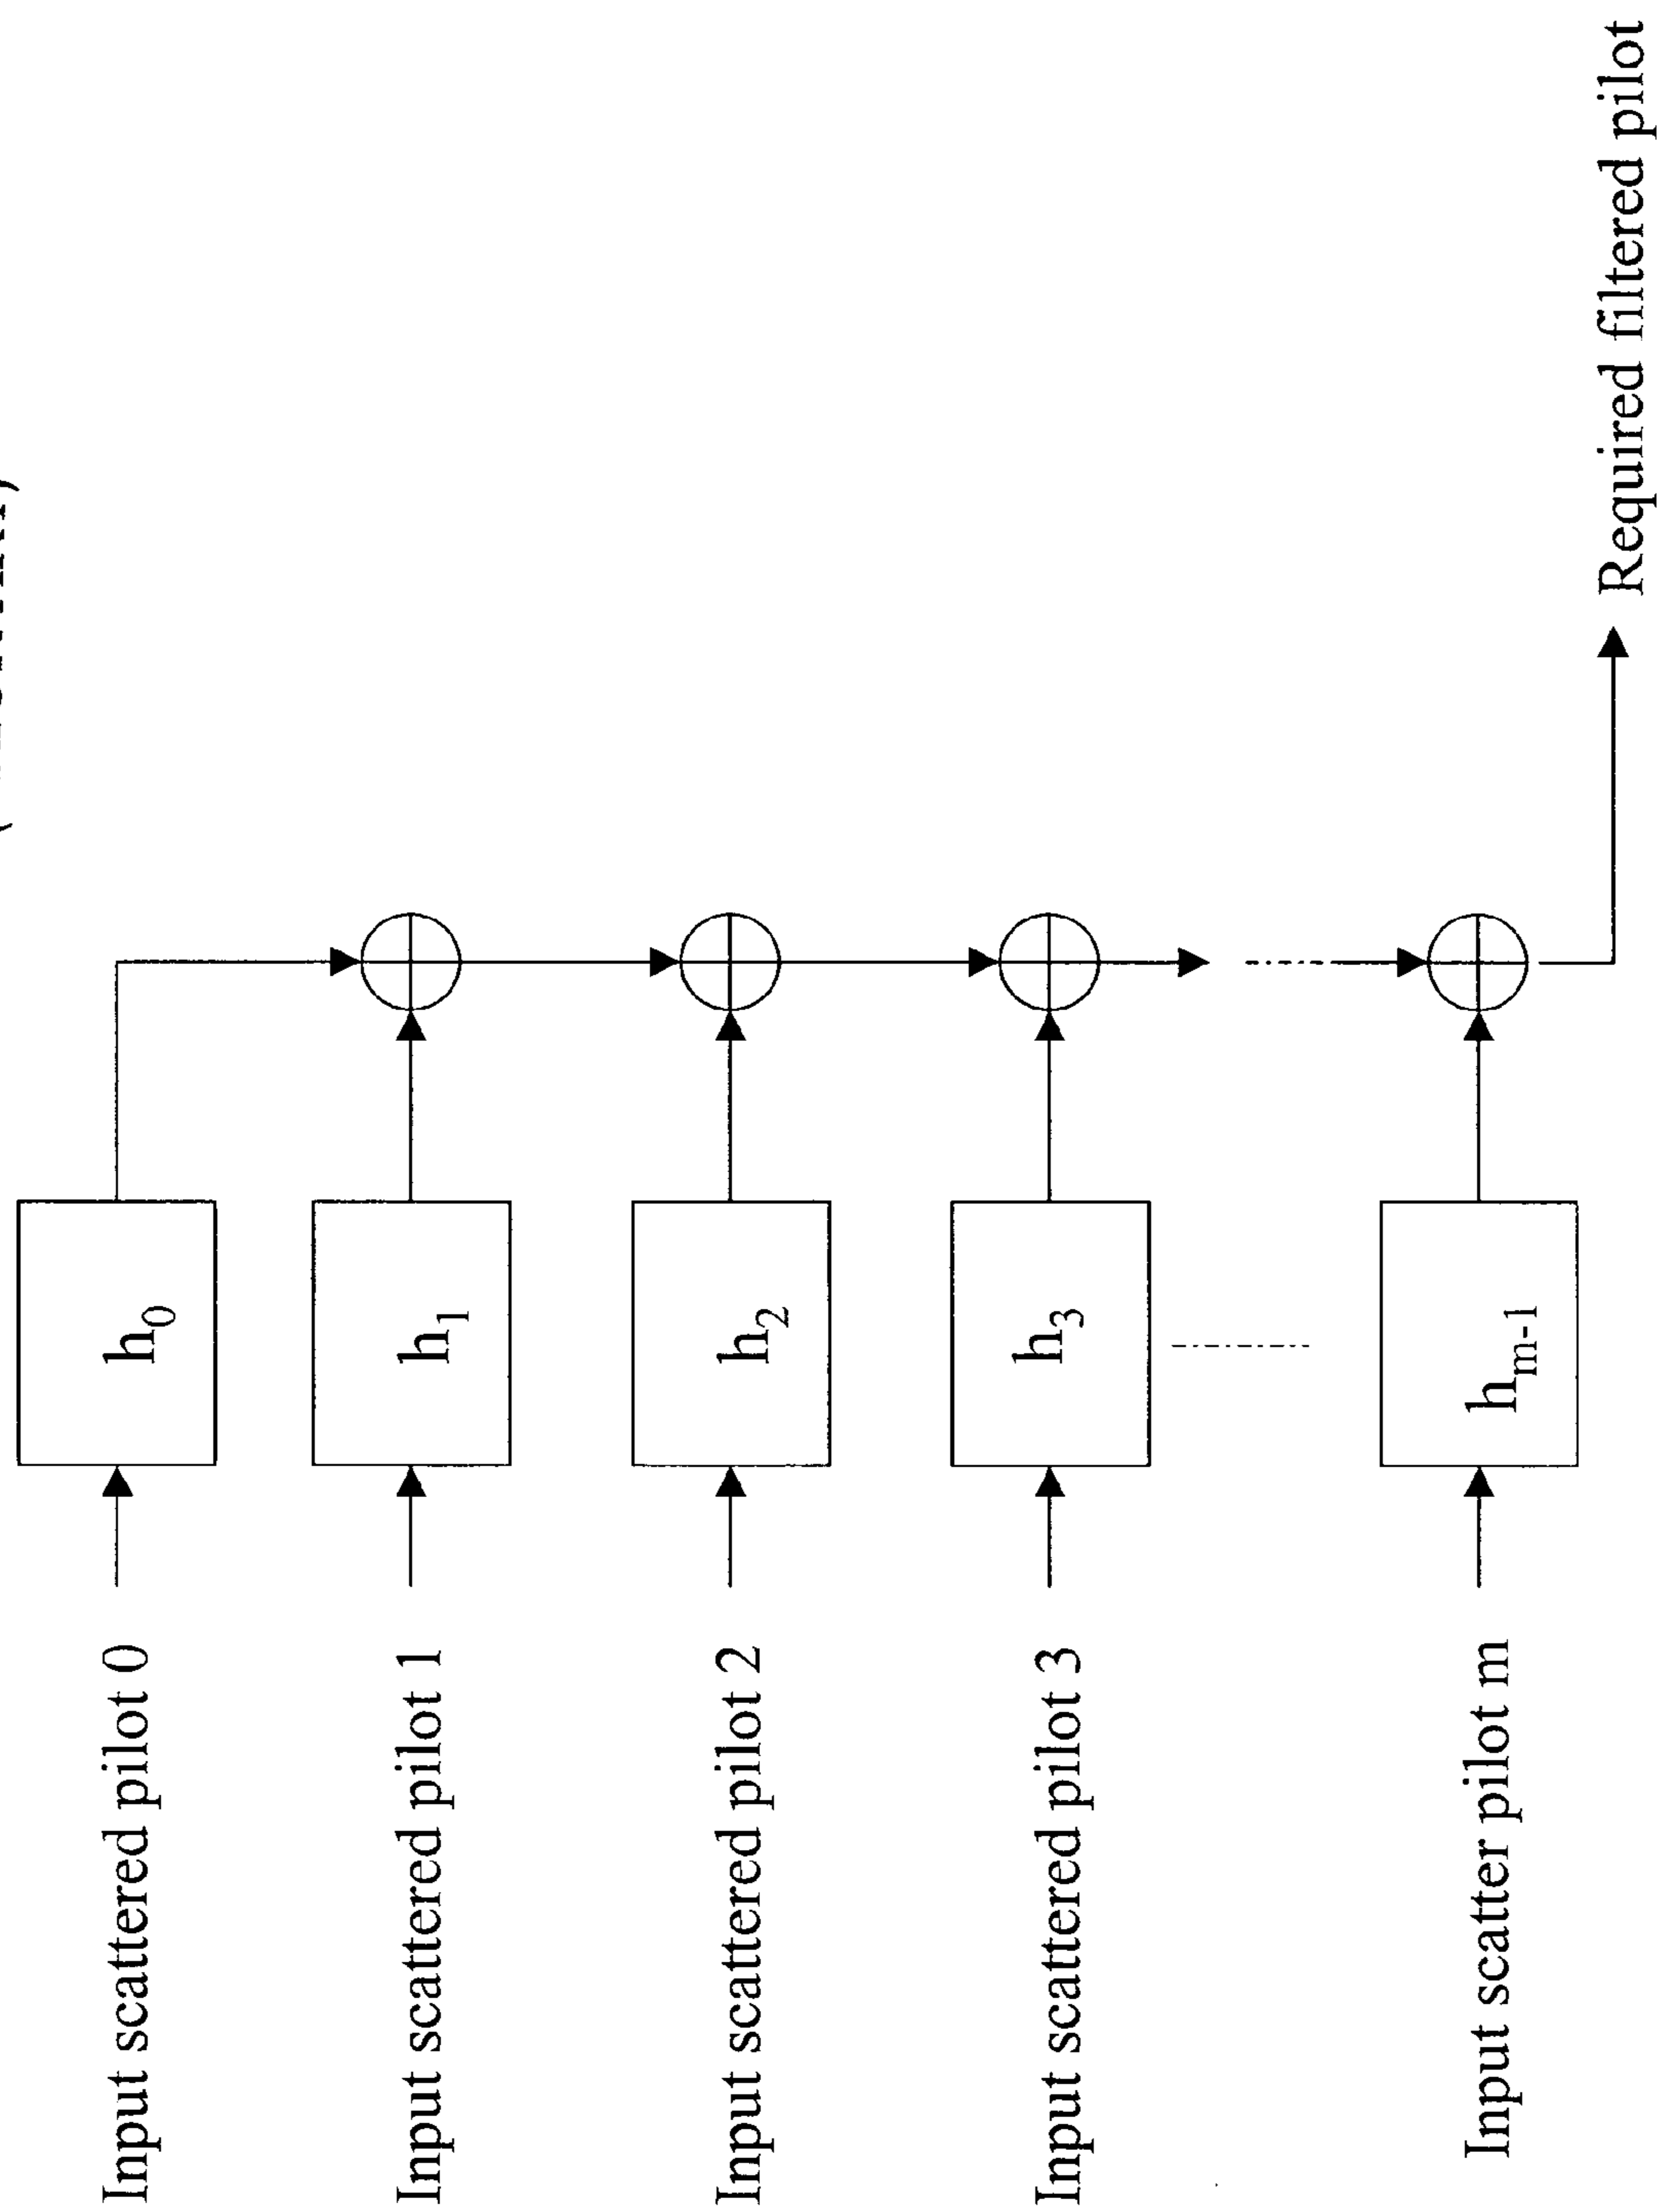 Input scattered pilot 0
h0
Input scattered pilot 1
h1
Input scattered pilot 2
h2
Input scattered pilot 3
h3
Input scatter pilot m
hm-1
Required filtered pilot